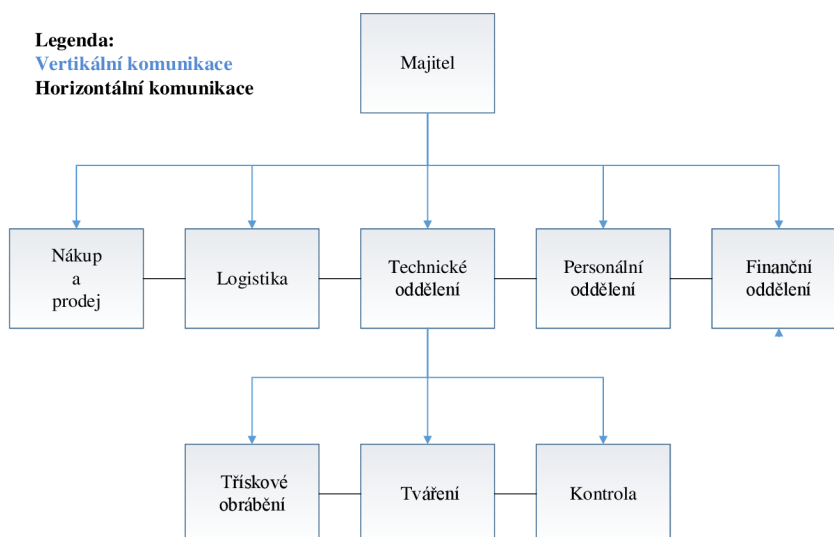 Legenda:
Vertikální komunikace
Horizontální komunikace
Majitel
Nákup
a
prodej
Logistika
Technické
oddělení
Personální
oddělení
Finanční
oddělení
Třískové
obrábění
Tváření
Kontrola